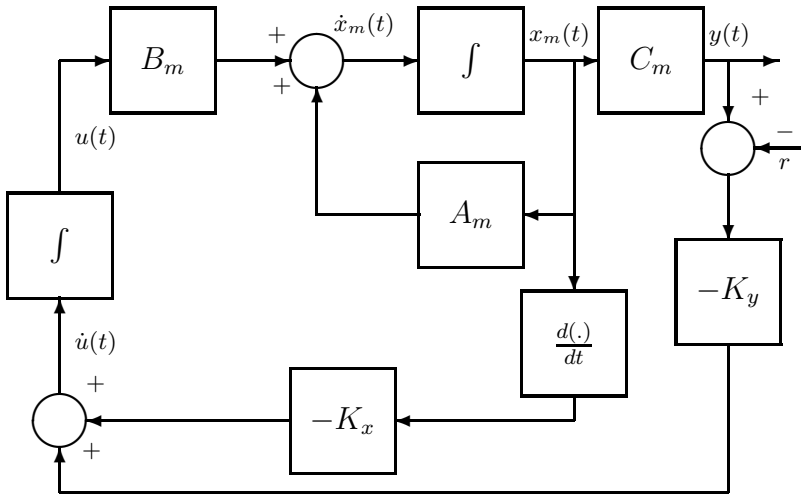 +
ẋ_m(t)
x_m(t)
y(t)
B_m
∫
C_m
+
+
u(t)
−
r
A_m
∫
−K_y
u̇(t)
d(.)/dt
+
−K_x
+